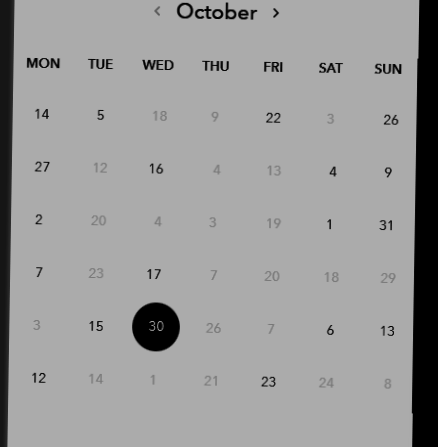 ‹ October ›
MON TUE WED THU FRI SAT SUN
14 5 18 9 22 3 26
27 12 16 4 13 4 9
2 20 4 3 19 1 31
7 23 17 7 20 18 29
3 15 30 26 7 6 13
12 14 1 21 23 24 8